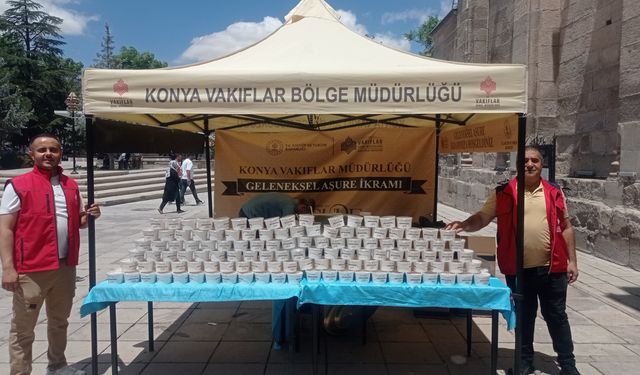 KONYA VAKIFLAR BÖLGE MÜDÜRLÜĞÜ
VAKIFLAR
VAKIFLAR
KONYA VAKIFLAR MÜDÜRLÜĞÜ
GELENEKSEL AŞURE İKRAMI